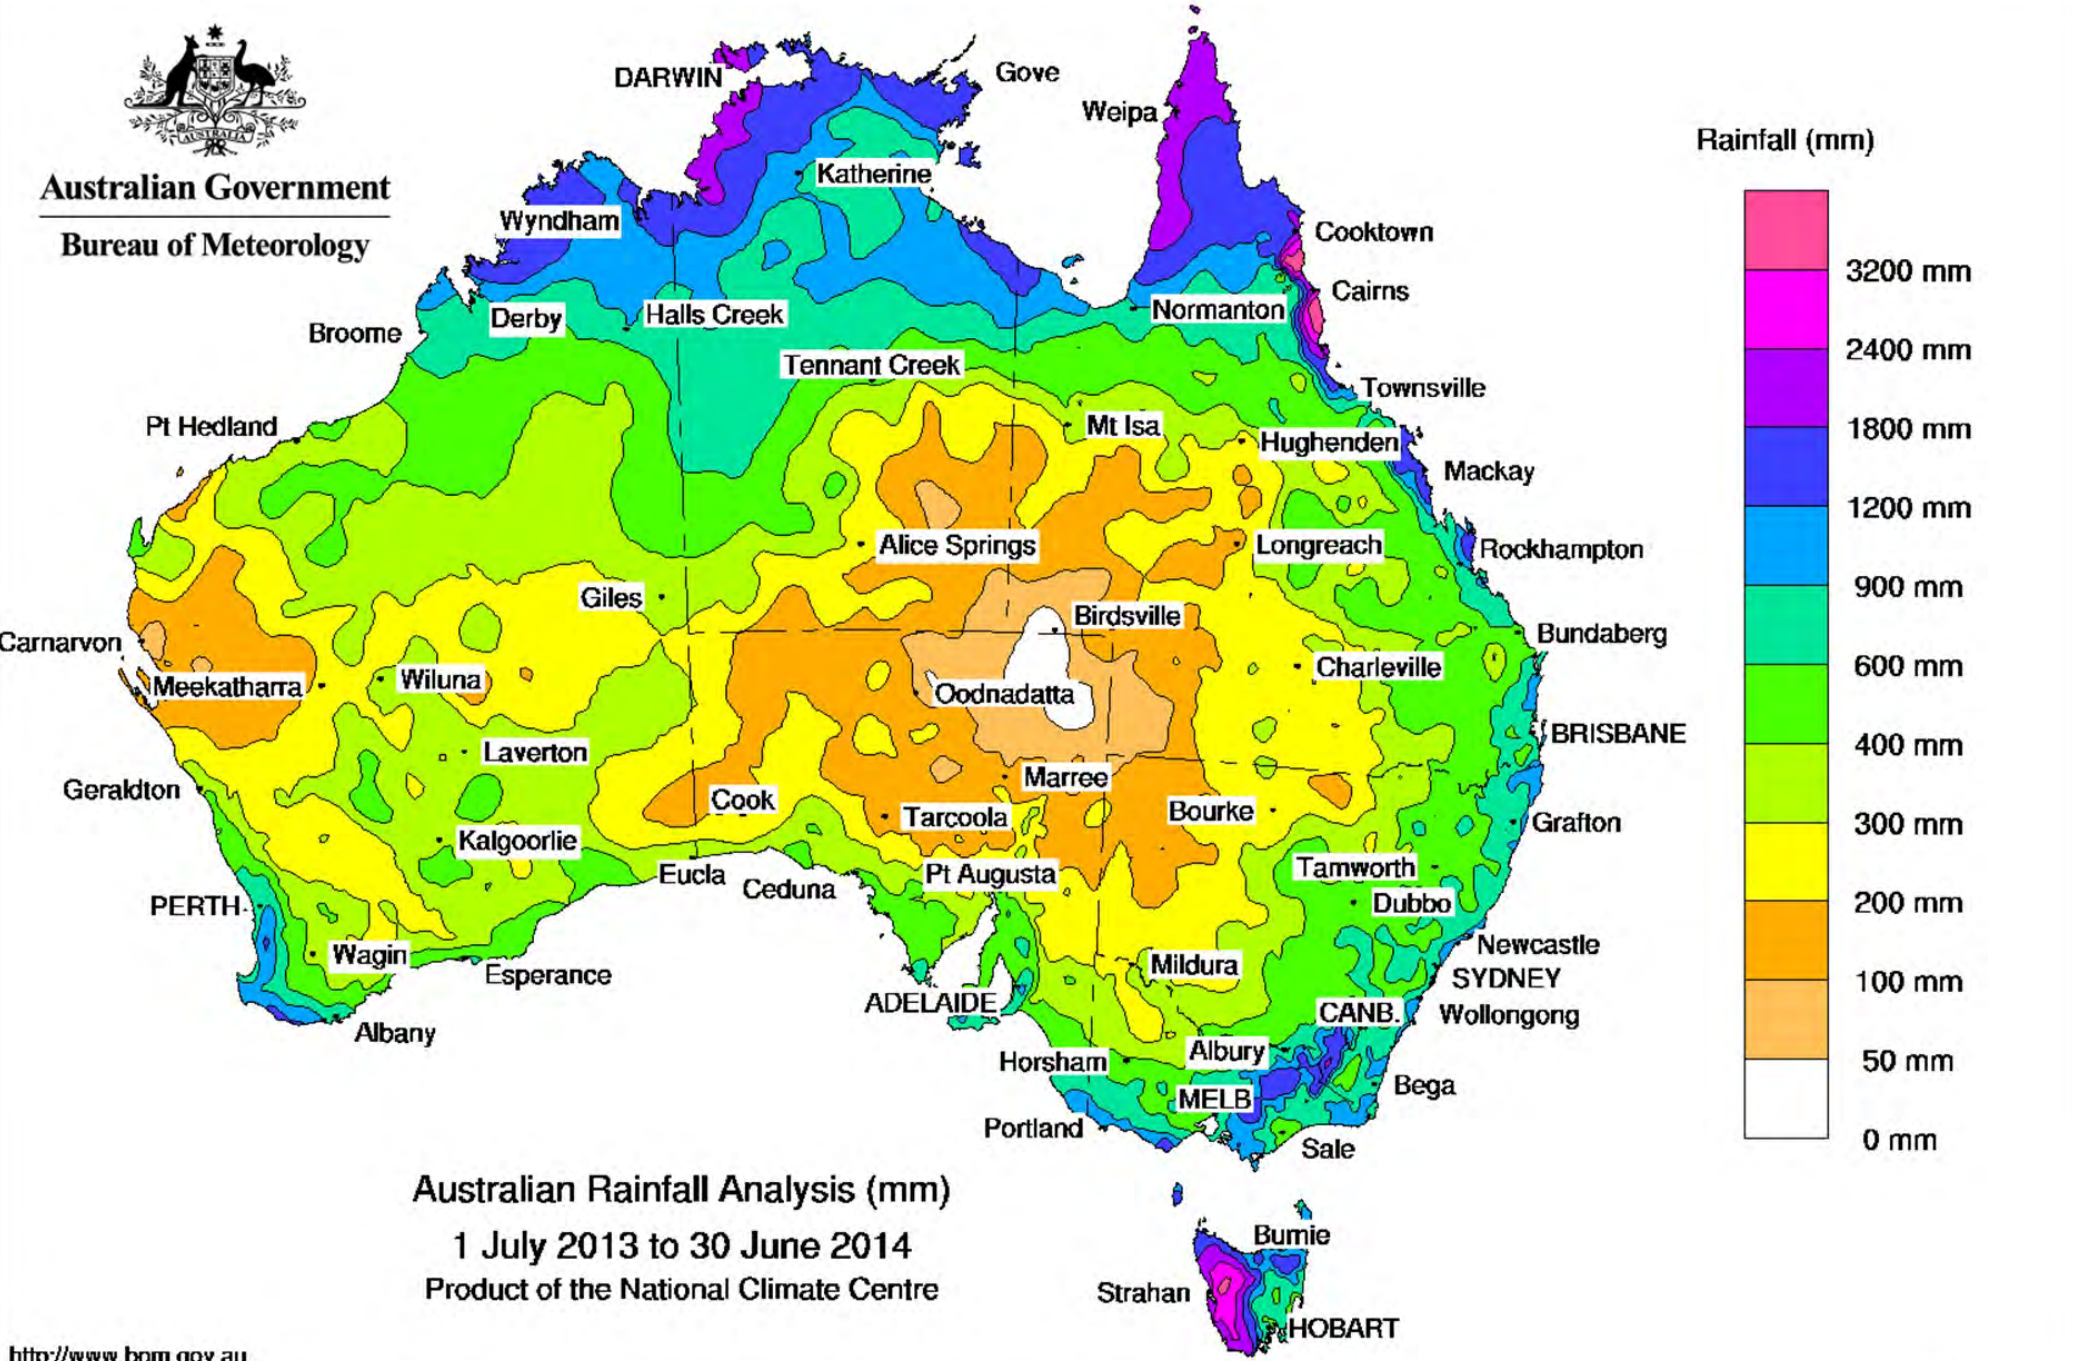 AUSTRALIA
Australian Government
Bureau of Meteorology
DARWIN
Gove
Weipa
Katherine
Wyndham
Cooktown
Cairns
Derby
Halls Creek
Normanton
Broome
Tennant Creek
Townsville
Pt Hedland
Mt Isa
Hughenden
Mackay
Alice Springs
Longreach
Rockhampton
Giles
Birdsville
Carnarvon
Bundaberg
Meekatharra
Wiluna
Charleville
Oodnadatta
BRISBANE
Laverton
Geraldton
Cook
Marree
Tarcoola
Bourke
Grafton
Kalgoorlie
Eucla
Ceduna
Pt Augusta
Tamworth
PERTH
Dubbo
Wagin
Esperance
Newcastle
Mildura
SYDNEY
ADELAIDE
CANB.
Wollongong
Albany
Horsham
Albury
MELB
Bega
Portland
Sale
Burnie
Strahan
HOBART
Rainfall (mm)
3200 mm
2400 mm
1800 mm
1200 mm
900 mm
600 mm
400 mm
300 mm
200 mm
100 mm
50 mm
0 mm
Australian Rainfall Analysis (mm)
1 July 2013 to 30 June 2014
Product of the National Climate Centre
http://www.bom.gov.au